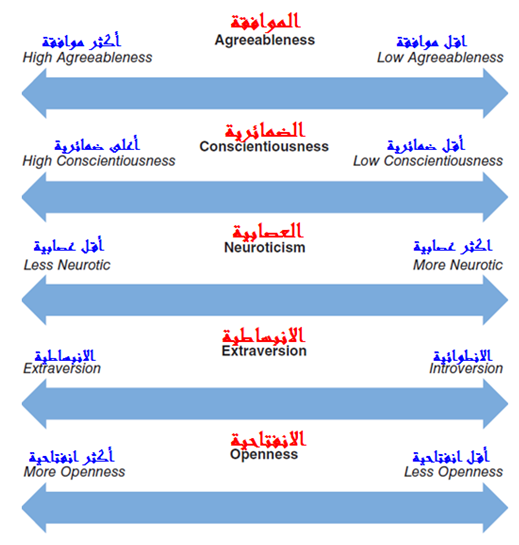 الموافقة
Agreeableness
أكثر موافقة
High Agreeableness
اقل موافقة
Low Agreeableness
الضمائرية
Conscientiousness
أعلى ضمائرية
High Conscientiousness
أقل ضمائرية
Low Conscientiousness
العصابية
Neuroticism
أقل عصابية
Less Neurotic
اكثر عصابية
More Neurotic
الانبساطية
Extraversion
الانبساطية
Extraversion
الانطوائية
Introversion
الانفتاحية
Openness
أكثر انفتاحية
More Openness
أقل انفتاحية
Less Openness